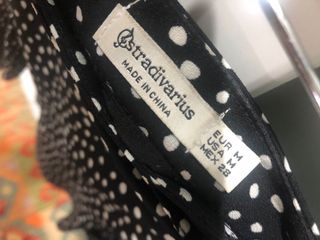 stradivarius
MADE IN CHINA
EUR M
USA M
MEX 28